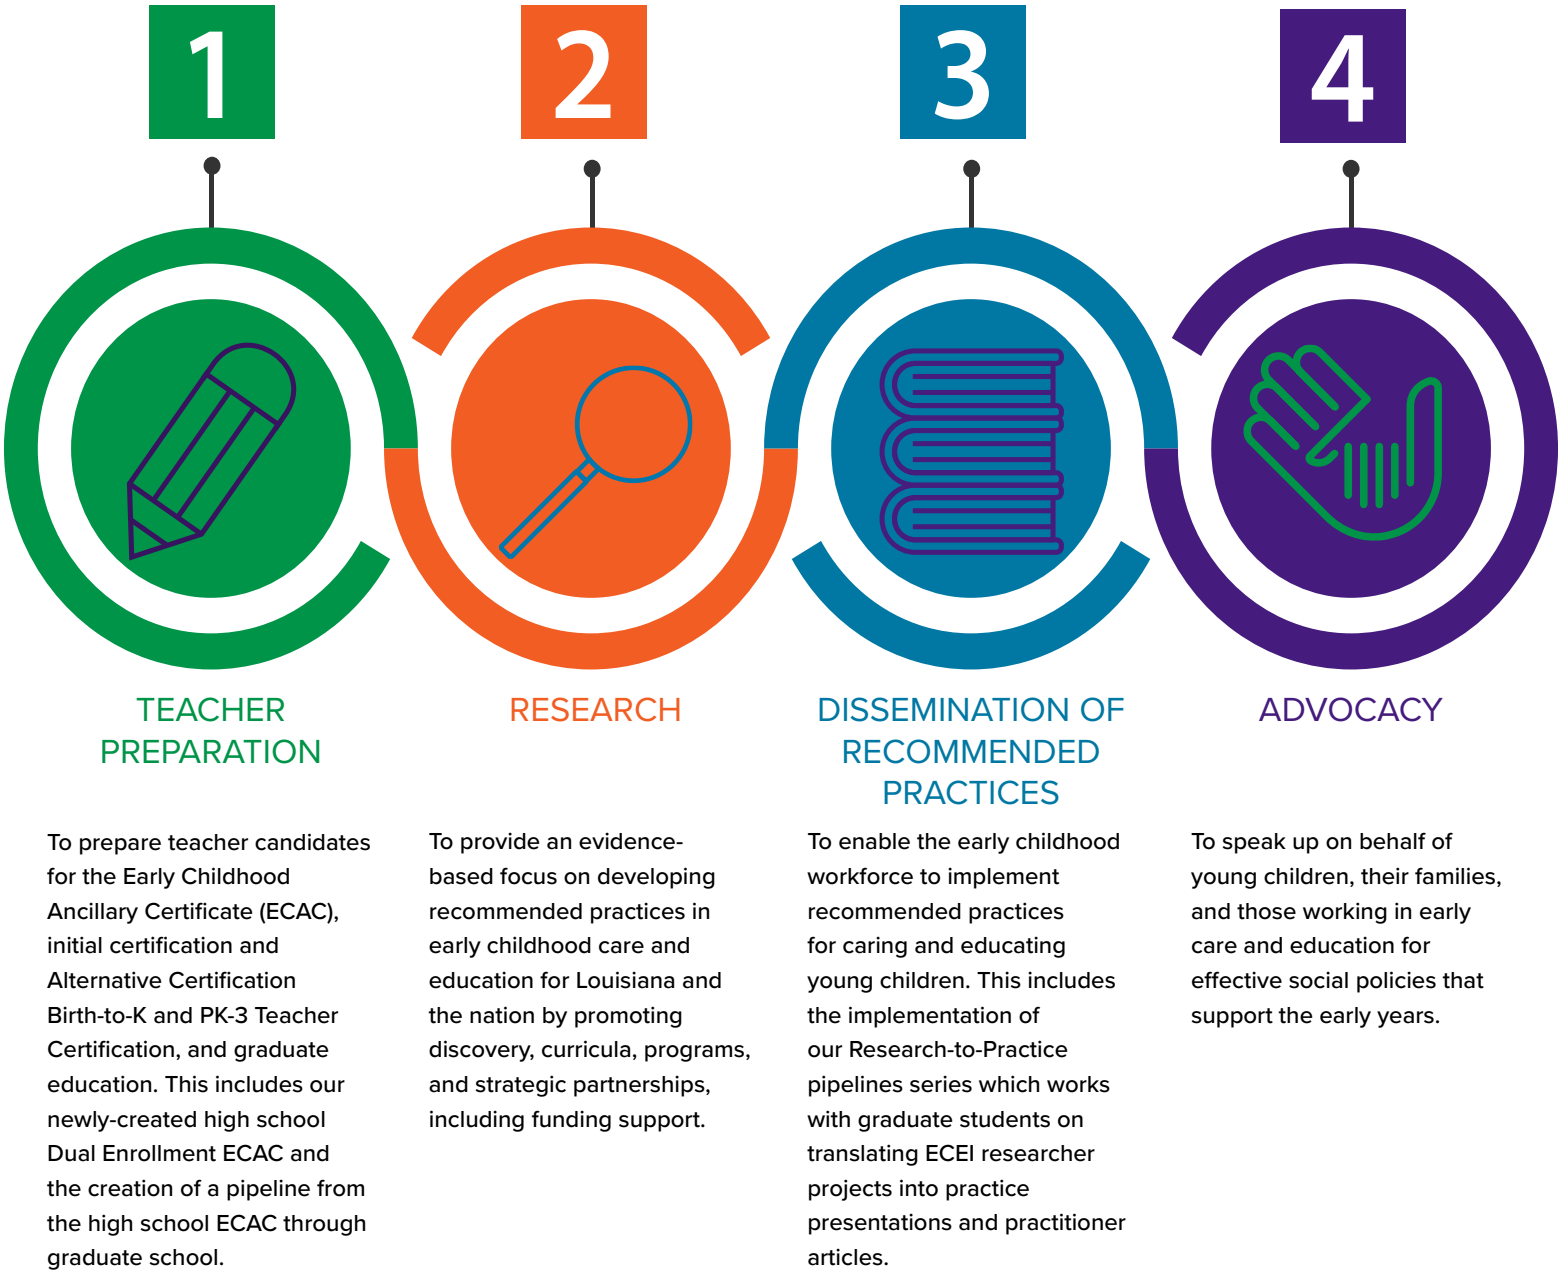 1
2
3
4
TEACHER
PREPARATION
To prepare teacher candidates
for the Early Childhood
Ancillary Certificate (ECAC),
initial certification and
Alternative Certification
Birth-to-K and PK-3 Teacher
Certification, and graduate
education. This includes our
newly-created high school
Dual Enrollment ECAC and
the creation of a pipeline from
the high school ECAC through
graduate school.
RESEARCH
To provide an evidence-
based focus on developing
recommended practices in
early childhood care and
education for Louisiana and
the nation by promoting
discovery, curricula, programs,
and strategic partnerships,
including funding support.
DISSEMINATION OF
RECOMMENDED
PRACTICES
To enable the early childhood
workforce to implement
recommended practices
for caring and educating
young children. This includes
the implementation of
our Research-to-Practice
pipelines series which works
with graduate students on
translating ECEI researcher
projects into practice
presentations and practitioner
articles.
ADVOCACY
To speak up on behalf of
young children, their families,
and those working in early
care and education for
effective social policies that
support the early years.